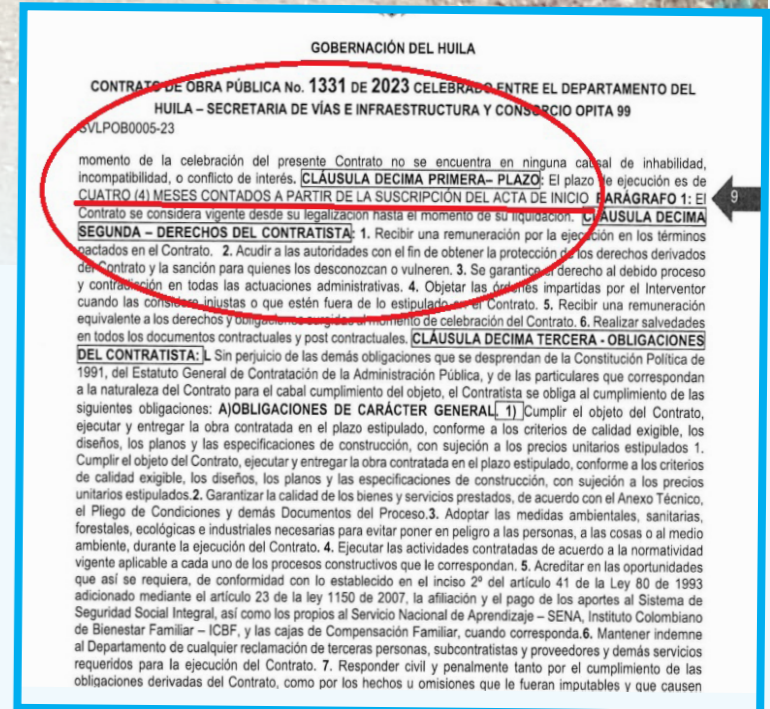 GOBERNACIÓN DEL HUILA
CONTRATO DE OBRA PÚBLICA No. 1331 DE 2023 CELEBRADO ENTRE EL DEPARTAMENTO DEL
HUILA – SECRETARIA DE VÍAS E INFRAESTRUCTURA Y CONSORCIO OPITA 99
SVLPOB0005-23
momento de la celebración del presente Contrato no se encuentra en ninguna causal de inhabilidad,
incompatibilidad, o conflicto de interés. CLÁUSULA DECIMA PRIMERA– PLAZO: El plazo de ejecución es de
CUATRO (4) MESES CONTADOS A PARTIR DE LA SUSCRIPCIÓN DEL ACTA DE INICIO PARÁGRAFO 1: El
Contrato se considera vigente desde su legalización hasta el momento de su liquidación. CLÁUSULA DECIMA
SEGUNDA – DERECHOS DEL CONTRATISTA: 1. Recibir una remuneración por la ejecución en los términos
pactados en el Contrato. 2. Acudir a las autoridades con el fin de obtener la protección de los derechos derivados
del Contrato y la sanción para quienes los desconozcan o vulneren. 3. Se garantice el derecho al debido proceso
y contradicción en todas las actuaciones administrativas. 4. Objetar las órdenes impartidas por el Interventor
cuando las considere injustas o que estén fuera de lo estipulado en el Contrato. 5. Recibir una remuneración
equivalente a los derechos y obligaciones surgidos al momento de celebración del Contrato. 6. Realizar salvedades
en todos los documentos contractuales y post contractuales. CLÁUSULA DECIMA TERCERA - OBLIGACIONES
DEL CONTRATISTA: L Sin perjuicio de las demás obligaciones que se desprendan de la Constitución Política de
1991, del Estatuto General de Contratación de la Administración Pública, y de las particulares que correspondan
a la naturaleza del Contrato para el cabal cumplimiento del objeto, el Contratista se obliga al cumplimiento de las
siguientes obligaciones: A)OBLIGACIONES DE CARÁCTER GENERAL 1) Cumplir el objeto del Contrato,
ejecutar y entregar la obra contratada en el plazo estipulado, conforme a los criterios de calidad exigible, los
diseños, los planos y las especificaciones de construcción, con sujeción a los precios unitarios estipulados 1.
Cumplir el objeto del Contrato, ejecutar y entregar la obra contratada en el plazo estipulado, conforme a los criterios
de calidad exigible, los diseños, los planos y las especificaciones de construcción, con sujeción a los precios
unitarios estipulados.2. Garantizar la calidad de los bienes y servicios prestados, de acuerdo con el Anexo Técnico,
el Pliego de Condiciones y demás Documentos del Proceso.3. Adoptar las medidas ambientales, sanitarias,
forestales, ecológicas e industriales necesarias para evitar poner en peligro a las personas, a las cosas o al medio
ambiente, durante la ejecución del Contrato. 4. Ejecutar las actividades contratadas de acuerdo a la normatividad
vigente aplicable a cada uno de los procesos constructivos que le correspondan. 5. Acreditar en las oportunidades
que así se requiera, de conformidad con lo establecido en el inciso 2º del artículo 41 de la Ley 80 de 1993
adicionado mediante el artículo 23 de la ley 1150 de 2007, la afiliación y el pago de los aportes al Sistema de
Seguridad Social Integral, así como los propios al Servicio Nacional de Aprendizaje – SENA, Instituto Colombiano
de Bienestar Familiar – ICBF, y las cajas de Compensación Familiar, cuando corresponda.6. Mantener indemne
al Departamento de cualquier reclamación de terceras personas, subcontratistas y proveedores y demás servicios
requeridos para la ejecución del Contrato. 7. Responder civil y penalmente tanto por el cumplimiento de las
obligaciones derivadas del Contrato, como por los hechos u omisiones que le fueran imputables y que causen
9